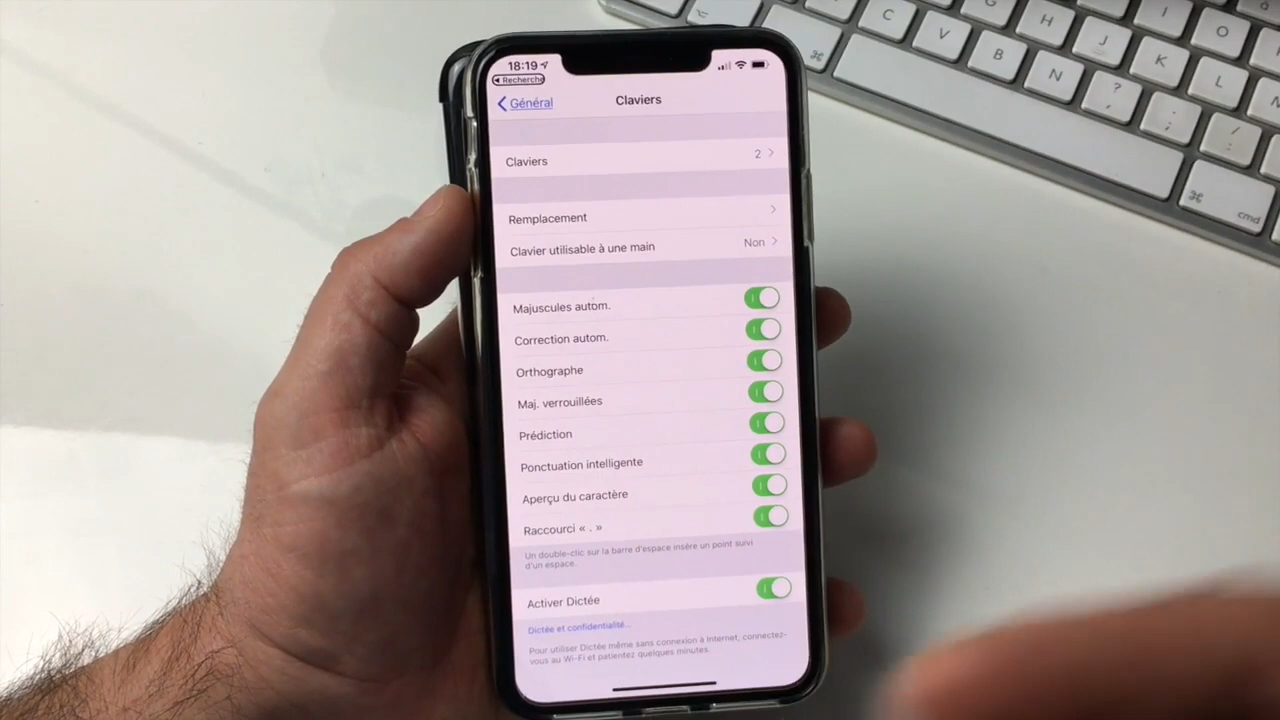 18:19
Recherche
Général
Claviers
Claviers 2
Remplacement
Clavier utilisable à une main Non
Majuscules autom.
Correction autom.
Orthographe
Maj. verrouillées
Prédiction
Ponctuation intelligente
Aperçu du caractère
Raccourci « . »
Un double-clic sur la barre d'espace insère un point suivi
d'un espace.
Activer Dictée
Dictée et confidentialité...
Pour utiliser Dictée même sans connexion à Internet, connectez-
vous au Wi-Fi et patientez quelques minutes.
C
V
B
G
H
N
J
?
I
K
;
O
L
:
/
⌥
⌘
⌘
cmd